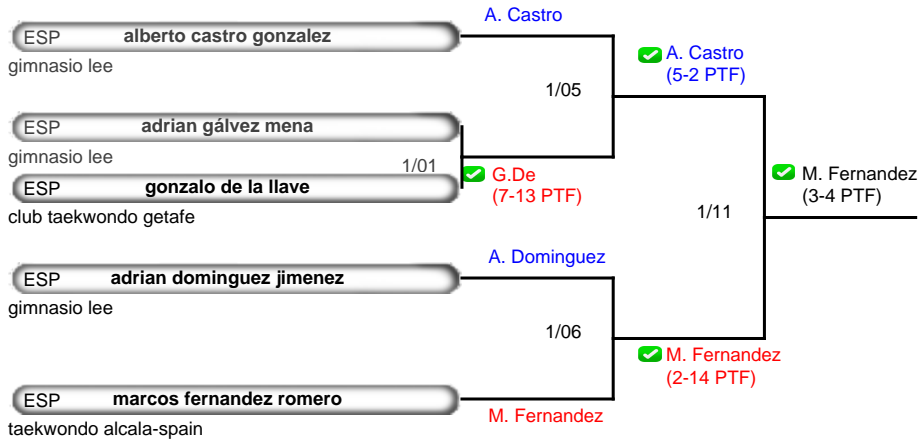 A. Castro
ESP alberto castro gonzalez
gimnasio lee
A. Castro
(5-2 PTF)
1/05
ESP adrian gálvez mena
gimnasio lee
1/01
G.De
(7-13 PTF)
ESP gonzalo de la llave
club taekwondo getafe
M. Fernandez
(3-4 PTF)
1/11
A. Dominguez
ESP adrian dominguez jimenez
gimnasio lee
1/06
M. Fernandez
(2-14 PTF)
ESP marcos fernandez romero
M. Fernandez
taekwondo alcala-spain